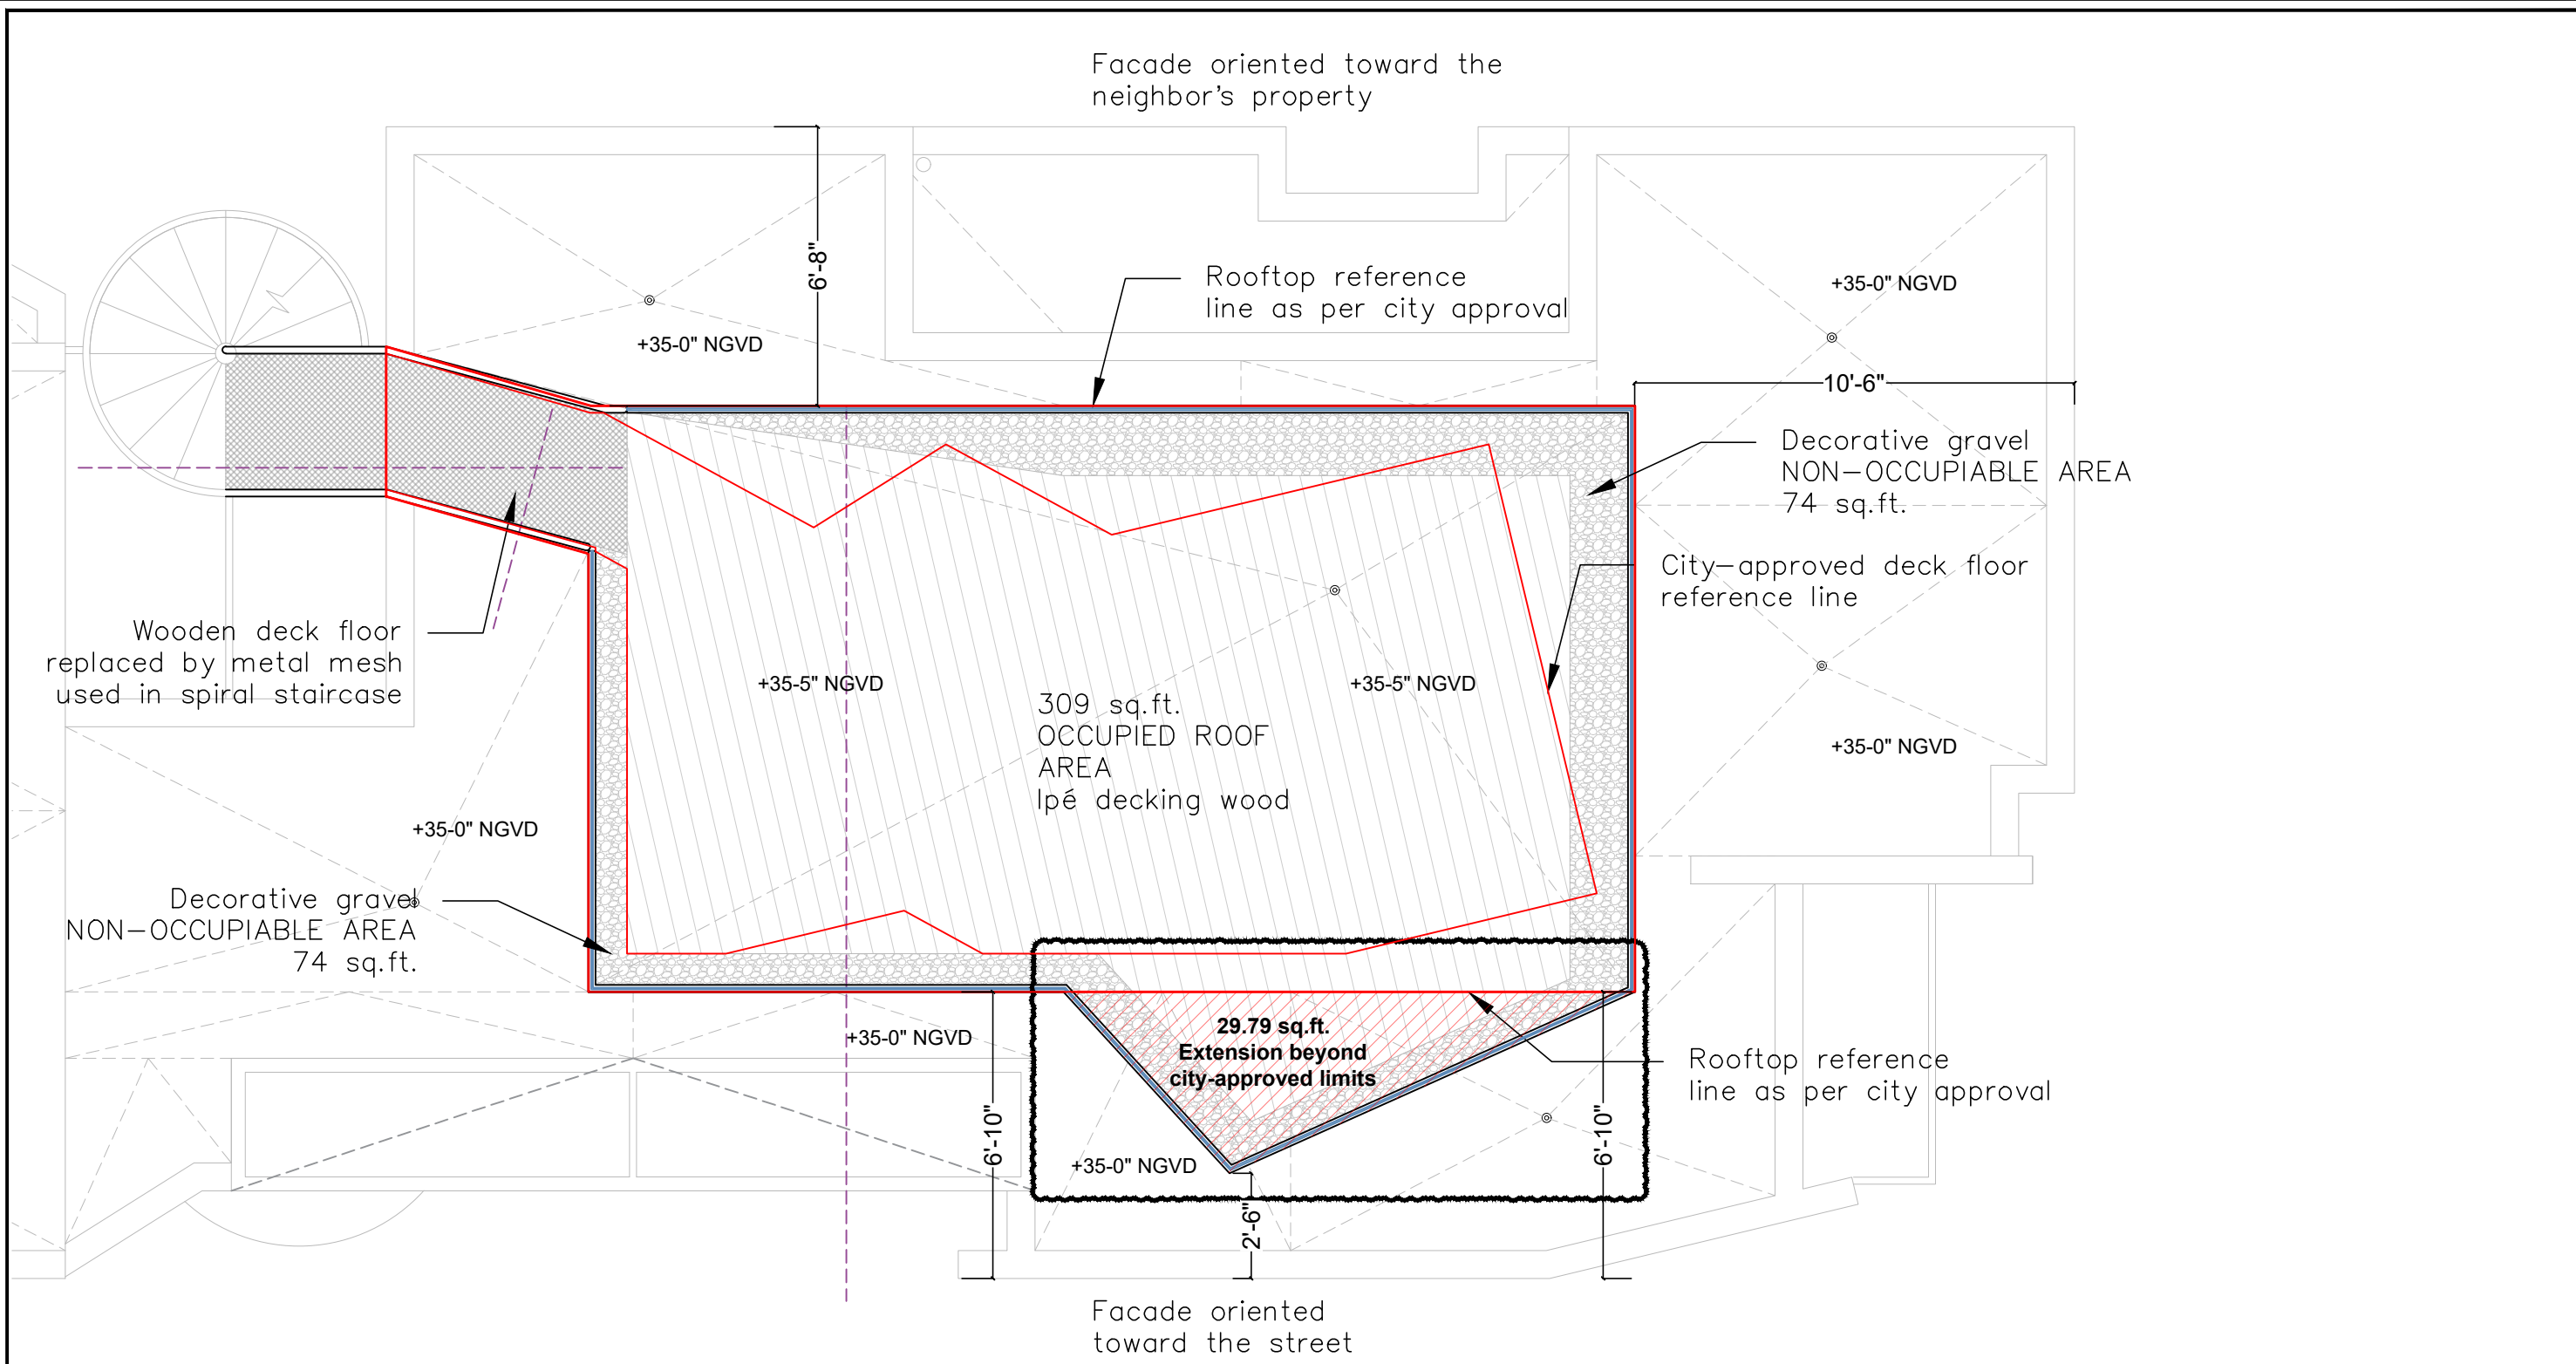 Facade oriented toward the
neighbor's property
6'-8"
Rooftop reference
line as per city approval
+35-0" NGVD
+35-0" NGVD
10'-6"
Decorative gravel
NON-OCCUPIABLE AREA
74 sq.ft.
City-approved deck floor
reference line
Wooden deck floor
replaced by metal mesh
used in spiral staircase
+35-5" NGVD
+35-5" NGVD
309 sq.ft.
OCCUPIED ROOF
AREA
Ipé decking wood
+35-0" NGVD
+35-0" NGVD
Decorative gravel
NON-OCCUPIABLE AREA
74 sq.ft.
+35-0" NGVD
29.79 sq.ft.
Extension beyond
city-approved limits
Rooftop reference
line as per city approval
6'-10"
6'-10"
+35-0" NGVD
2'-6"
Facade oriented
toward the street